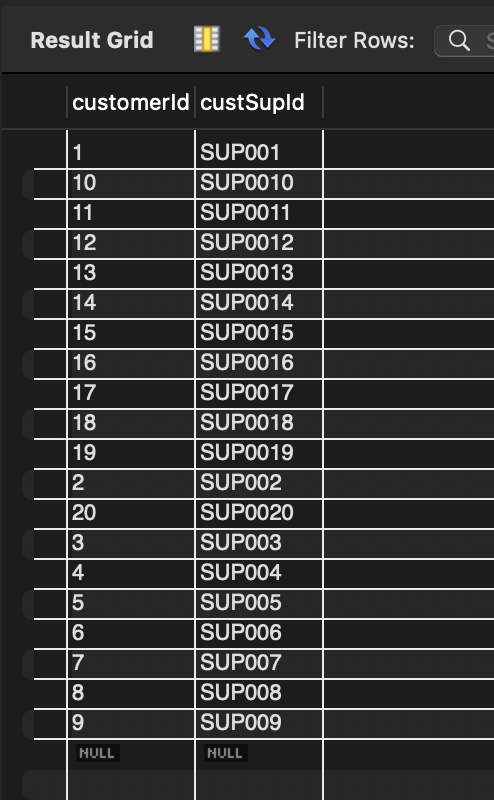 Result Grid Filter Rows:
customerId custSupId
1 SUP001
10 SUP0010
11 SUP0011
12 SUP0012
13 SUP0013
14 SUP0014
15 SUP0015
16 SUP0016
17 SUP0017
18 SUP0018
19 SUP0019
2 SUP002
20 SUP0020
3 SUP003
4 SUP004
5 SUP005
6 SUP006
7 SUP007
8 SUP008
9 SUP009
NULL NULL